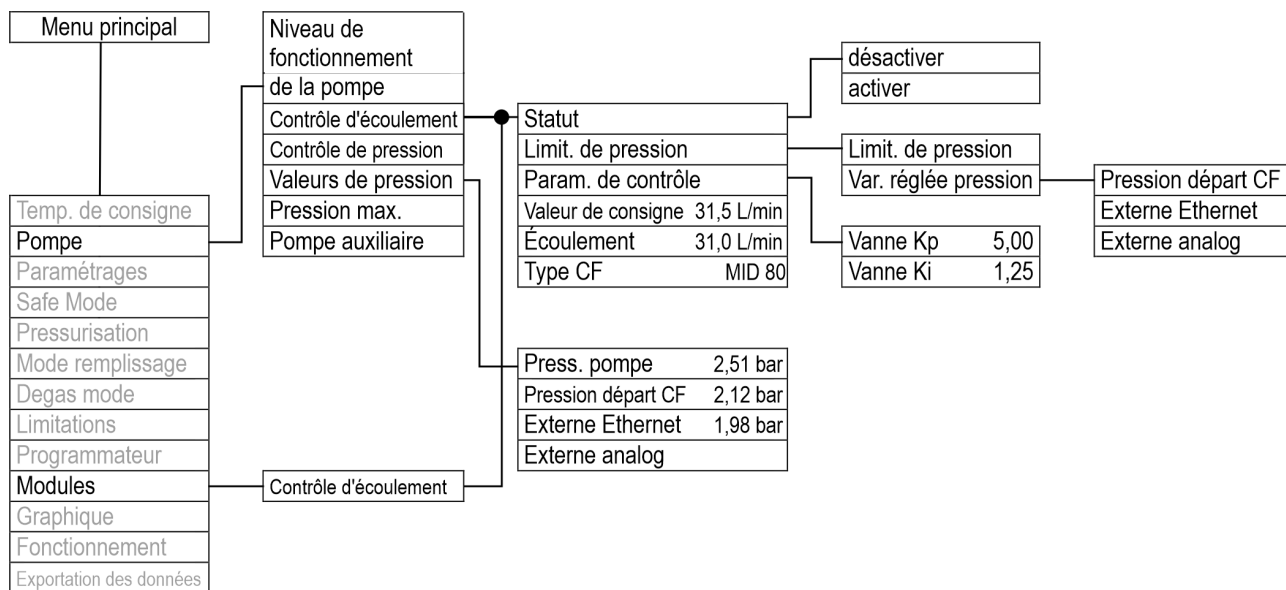 Menu principal
Temp. de consigne
Pompe
Paramétrages
Safe Mode
Pressurisation
Mode remplissage
Degas mode
Limitations
Programmateur
Modules
Graphique
Fonctionnement
Exportation des données
Niveau de
fonctionnement
de la pompe
Contrôle d'écoulement
Contrôle de pression
Valeurs de pression
Pression max.
Pompe auxiliaire
Contrôle d'écoulement
Statut
Limit. de pression
Param. de contrôle
Valeur de consigne 31,5 L/min
Écoulement 31,0 L/min
Type CF MID 80
Press. pompe 2,51 bar
Pression départ CF 2,12 bar
Externe Ethernet 1,98 bar
Externe analog
désactiver
activer
Limit. de pression
Var. réglée pression
Vanne Kp 5,00
Vanne Ki 1,25
Pression départ CF
Externe Ethernet
Externe analog